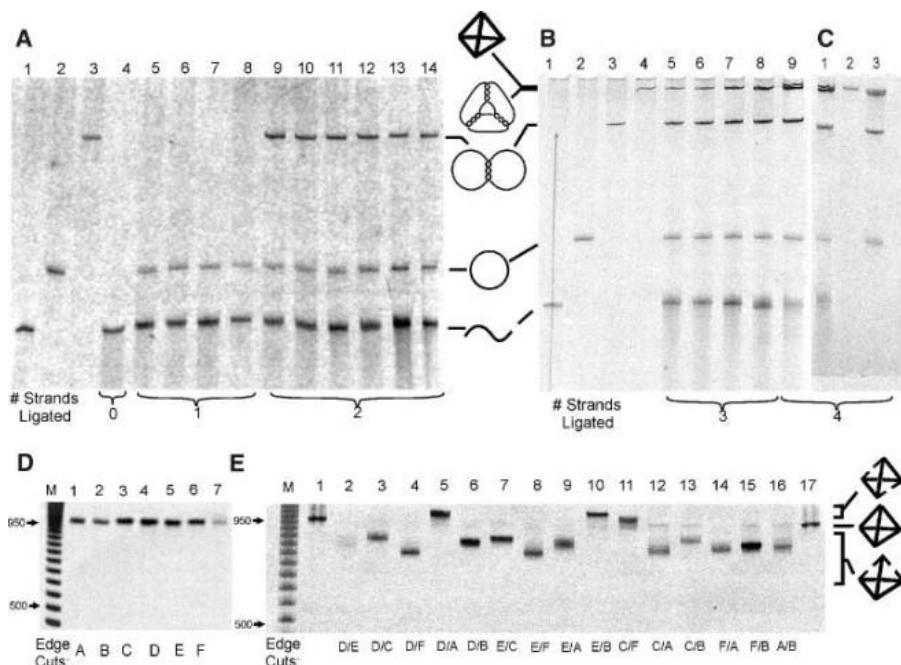 A
1 2 3 4 5 6 7 8 9 10 11 12 13 14
# Strands
Ligated
0
1
2
B
1 2 3 4 5 6 7 8 9
C
1 2 3
# Strands
Ligated
3
4
D
M 1 2 3 4 5 6 7
950
500
Edge
Cuts:
A B C D E F
E
M 1 2 3 4 5 6 7 8 9 10 11 12 13 14 15 16 17
950
500
Edge
Cuts:
D/E D/C D/F D/A D/B E/C E/F E/A E/B C/F C/A C/B F/A F/B A/B